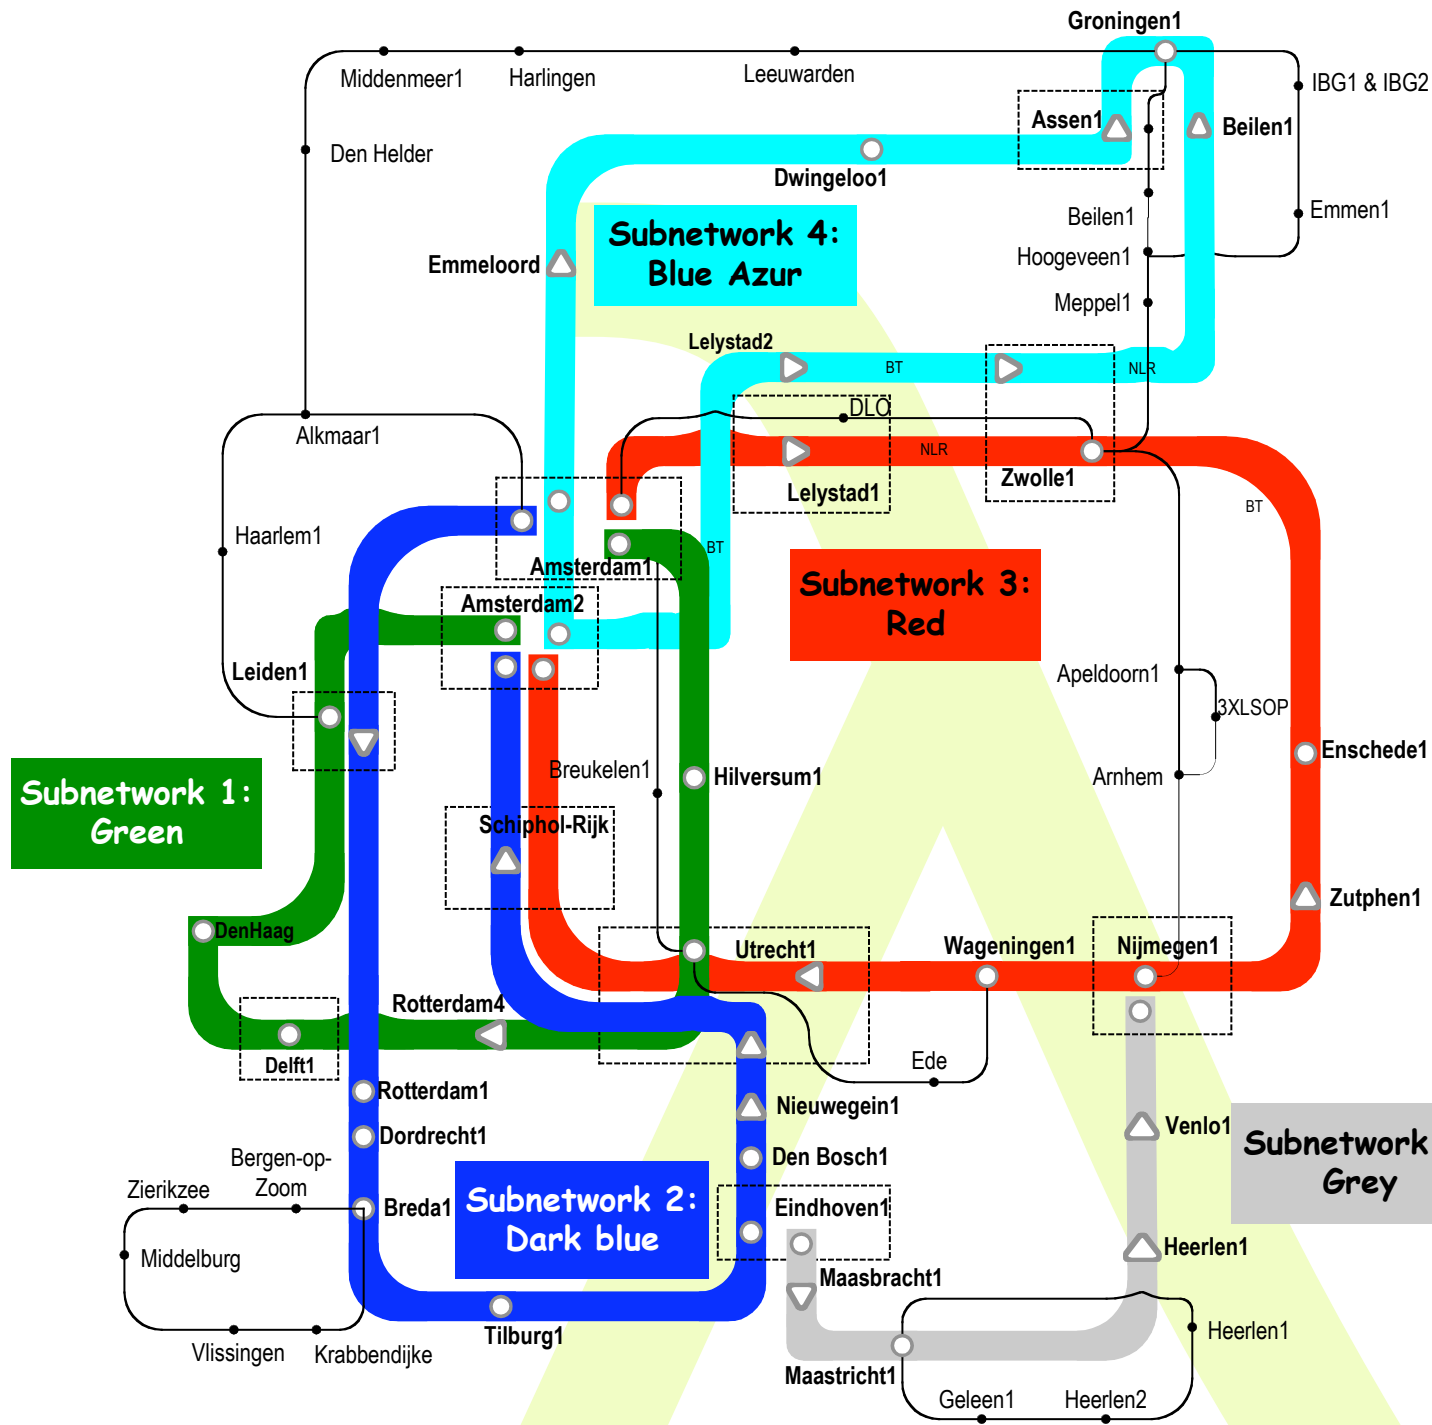 Groningen1
Middenmeer1
Harlingen
Leeuwarden
IBG1 & IBG2
Assen1
Beilen1
Den Helder
Dwingeloo1
Beilen1
Emmen1
Subnetwork 4:
Blue Azur
Emmeloord
Hoogeveen1
Meppel1
Lelystad2
BT
NLR
DLO
Alkmaar1
NLR
Zwolle1
Lelystad1
BT
Haarlem1
BT
Amsterdam1
Subnetwork 3:
Red
Amsterdam2
Leiden1
Apeldoorn1
3XLSOP
Enschede1
Breukelen1
Hilversum1
Arnhem
Subnetwork 1:
Green
Schiphol-Rijk
Zutphen1
DenHaag
Utrecht1
Wageningen1
Nijmegen1
Rotterdam4
Delft1
Ede
Rotterdam1
Nieuwegein1
Dordrecht1
Venlo1
Subnetwork
Grey
Bergen-op-
Zoom
Den Bosch1
Zierikzee
Breda1
Subnetwork 2:
Dark blue
Eindhoven1
Middelburg
Heerlen1
Maasbracht1
Tilburg1
Heerlen1
Vlissingen
Krabbendijke
Maastricht1
Geleen1
Heerlen2